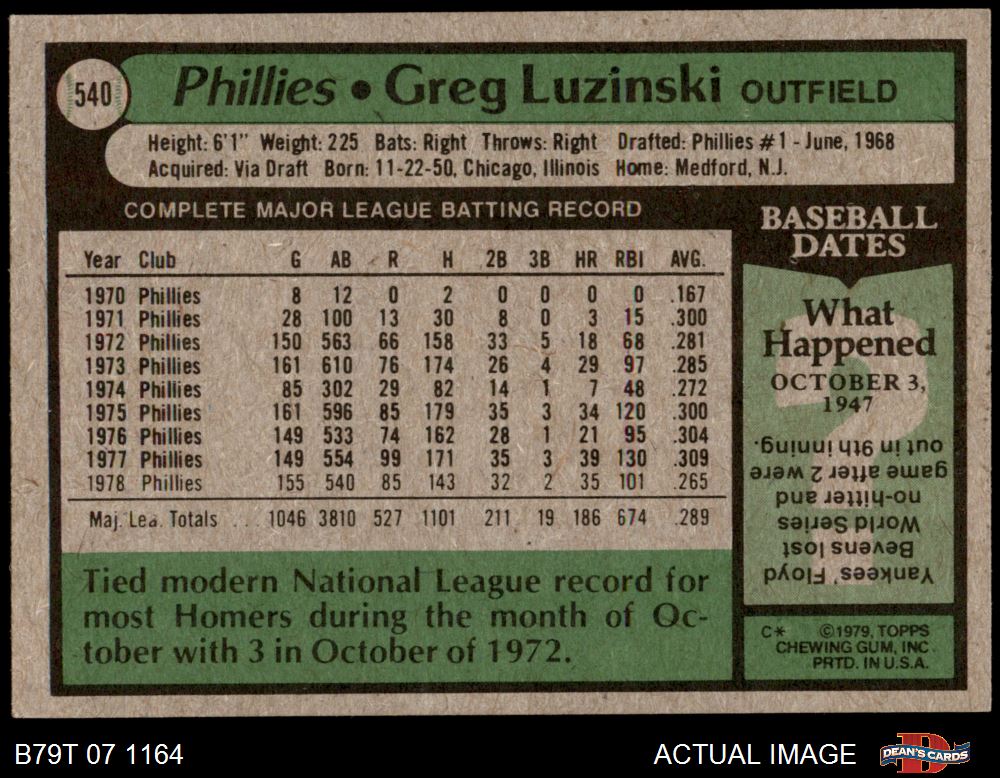 540
Phillies • Greg Luzinski OUTFIELD
Height: 6'1" Weight: 225 Bats: Right Throws: Right Drafted: Phillies #1 - June, 1968
Acquired: Via Draft Born: 11-22-50, Chicago, Illinois Home: Medford, N.J.
COMPLETE MAJOR LEAGUE BATTING RECORD
Year Club G AB R H 2B 3B HR RBI AVG.
1970 Phillies 8 12 0 2 0 0 0 0 .167
1971 Phillies 28 100 13 30 8 0 3 15 .300
1972 Phillies 150 563 66 158 33 5 18 68 .281
1973 Phillies 161 610 76 174 26 4 29 97 .285
1974 Phillies 85 302 29 82 14 1 7 48 .272
1975 Phillies 161 596 85 179 35 3 34 120 .300
1976 Phillies 149 533 74 162 28 1 21 95 .304
1977 Phillies 149 554 99 171 35 3 39 130 .309
1978 Phillies 155 540 85 143 32 2 35 101 .265
Maj. Lea. Totals ... 1046 3810 527 1101 211 19 186 674 .289
Tied modern National League record for
most Homers during the month of Oc-
tober with 3 in October of 1972.
BASEBALL
DATES
What
Happened
OCTOBER 3,
1947
Yankees' Floyd
Bevens lost
World Series
no-hitter and
game after 2 were
out in 9th inning.
C* ©1979, TOPPS
CHEWING GUM, INC.
PRTD. IN U.S.A.
B79T 07 1164
ACTUAL IMAGE
DEAN'S CARDS